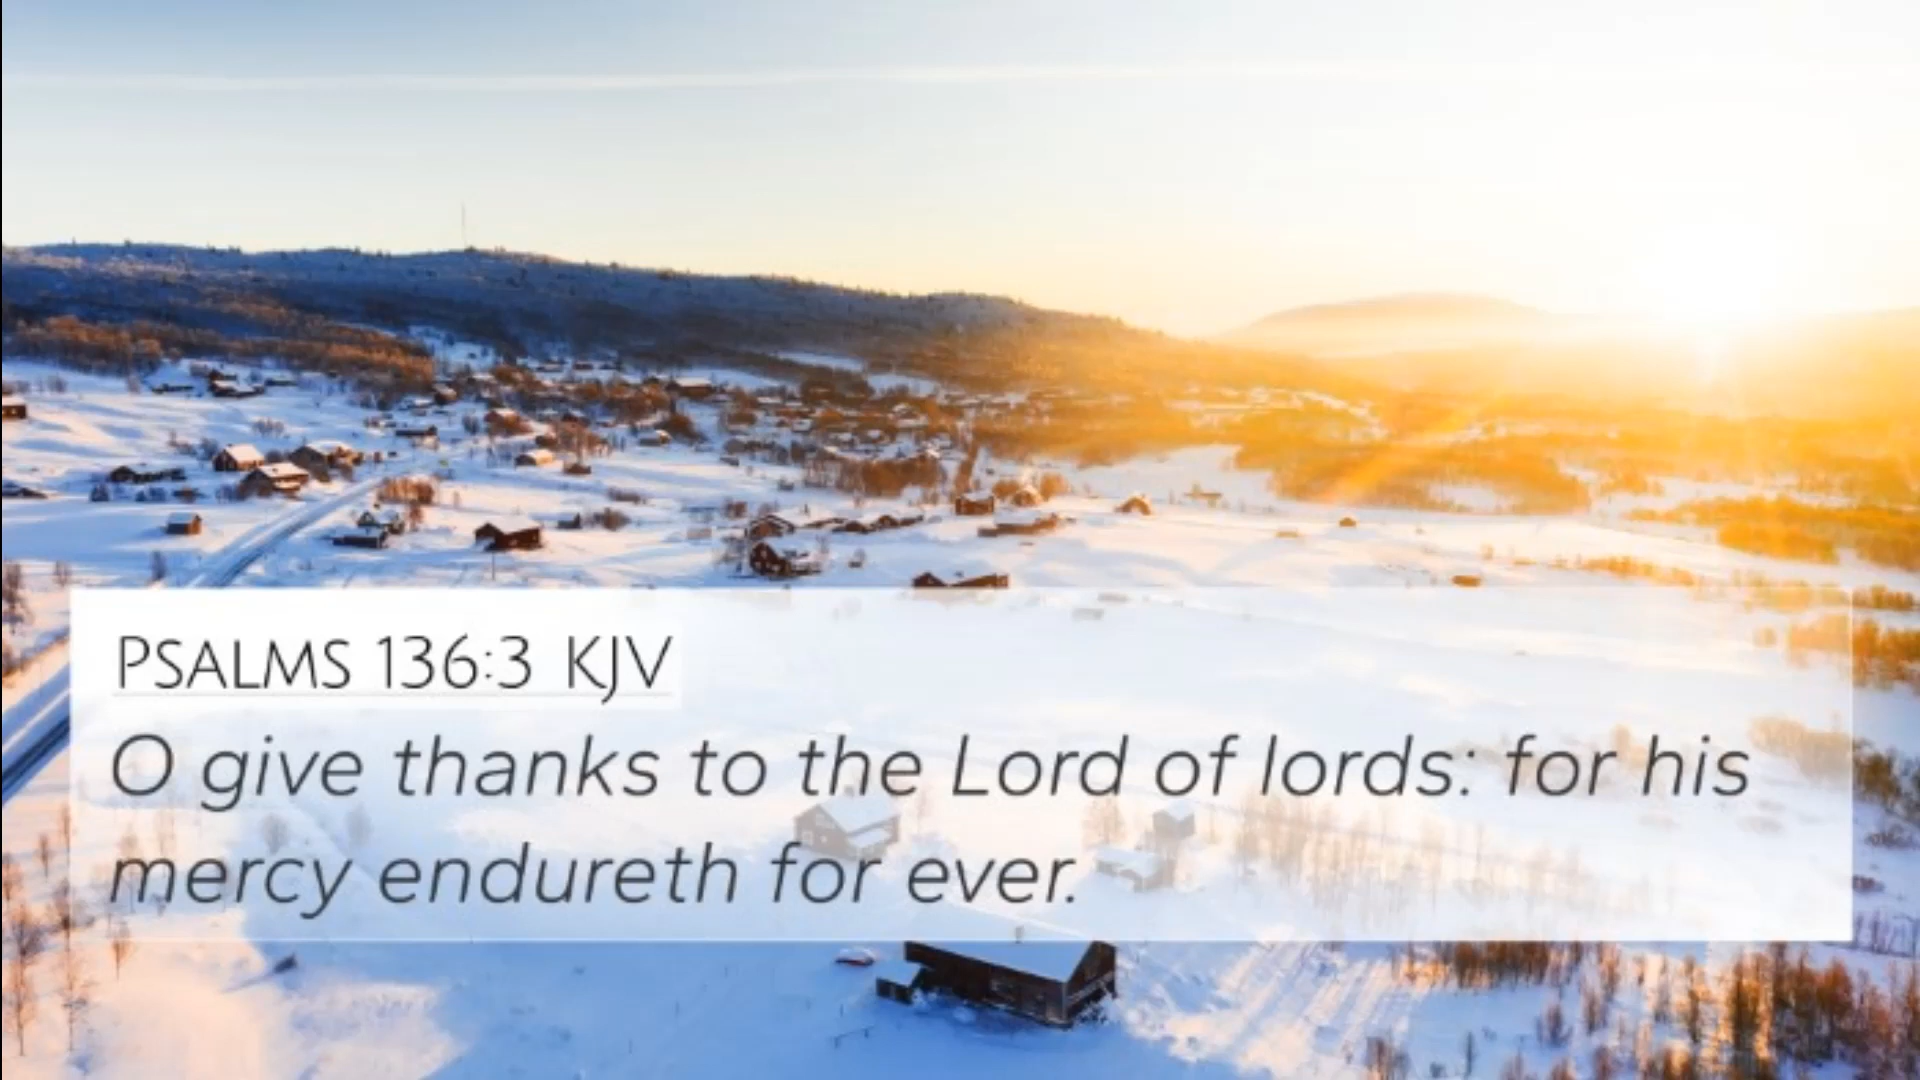 Psalms 136:3 KJV
O give thanks to the Lord of lords: for his
mercy endureth for ever.